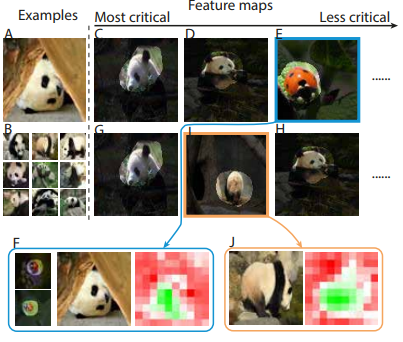 Feature maps
Examples
Most critical
Less critical
A
C
D
E
......
B
G
I
H
......
F
J